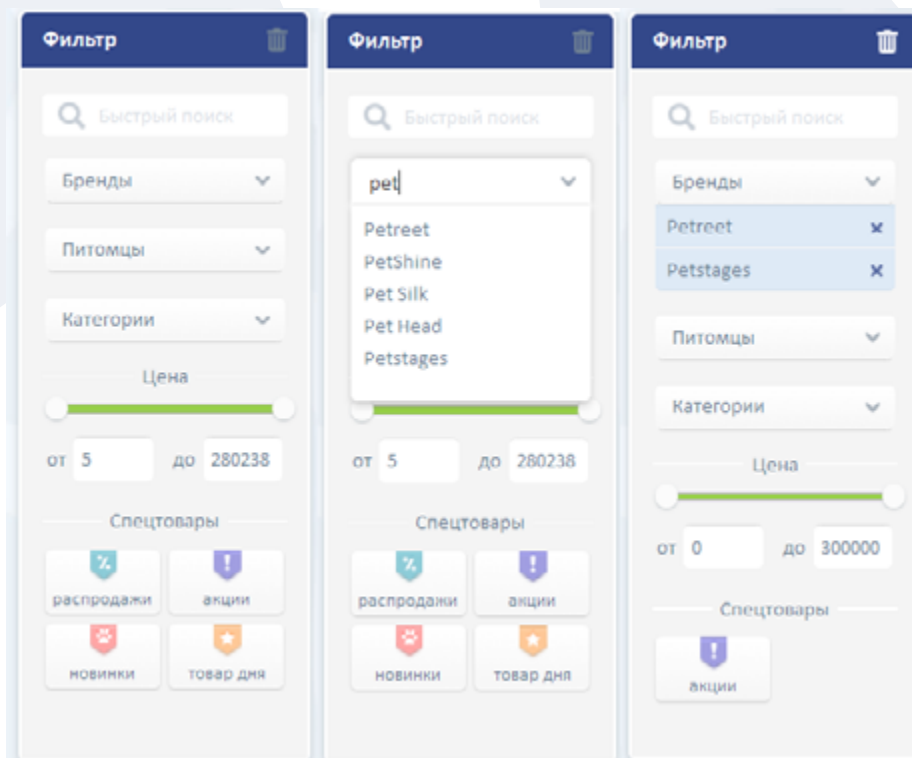 Фильтр
Быстрый поиск
Бренды
Питомцы
Категории
Цена
от 5 до 280238
Спецтовары
распродажи акции
новинки товар дня
Фильтр
Быстрый поиск
pet
Petreet
PetShine
Pet Silk
Pet Head
Petstages
от 5 до 280238
Спецтовары
распродажи акции
новинки товар дня
Фильтр
Быстрый поиск
Бренды
Petreet
Petstages
Питомцы
Категории
Цена
от 0 до 300000
Спецтовары
акции